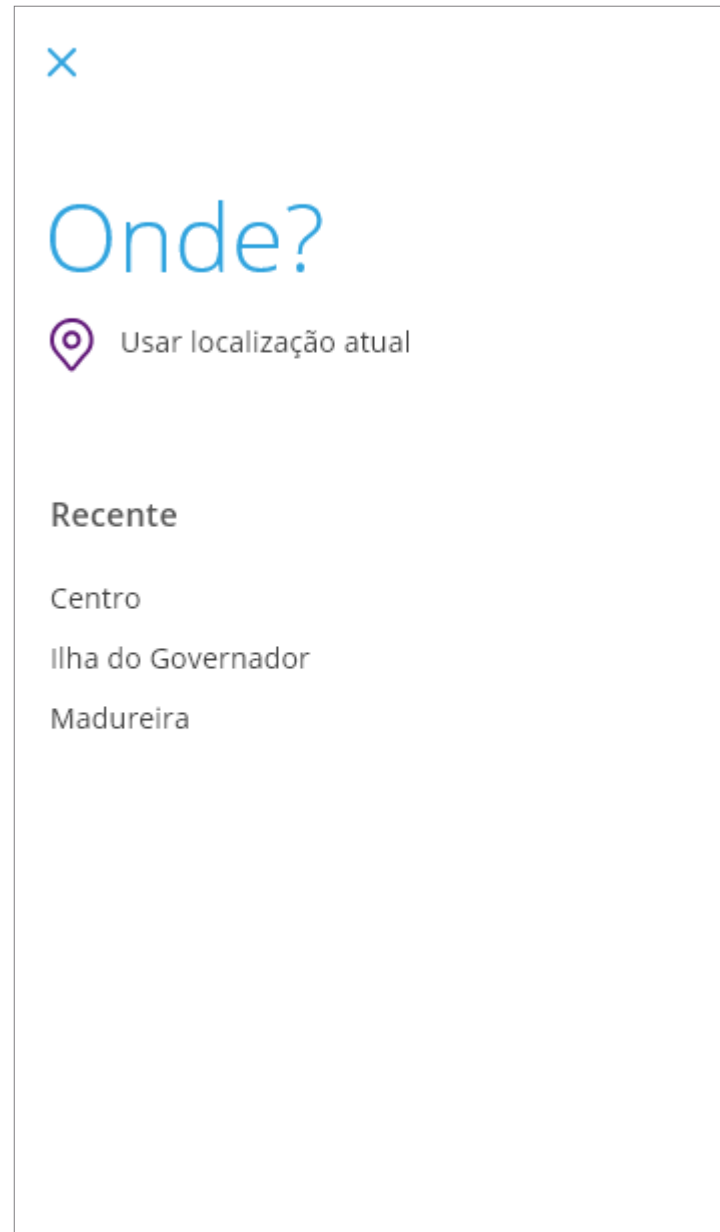 Onde?
Usar localização atual
Recente
Centro
Ilha do Governador
Madureira